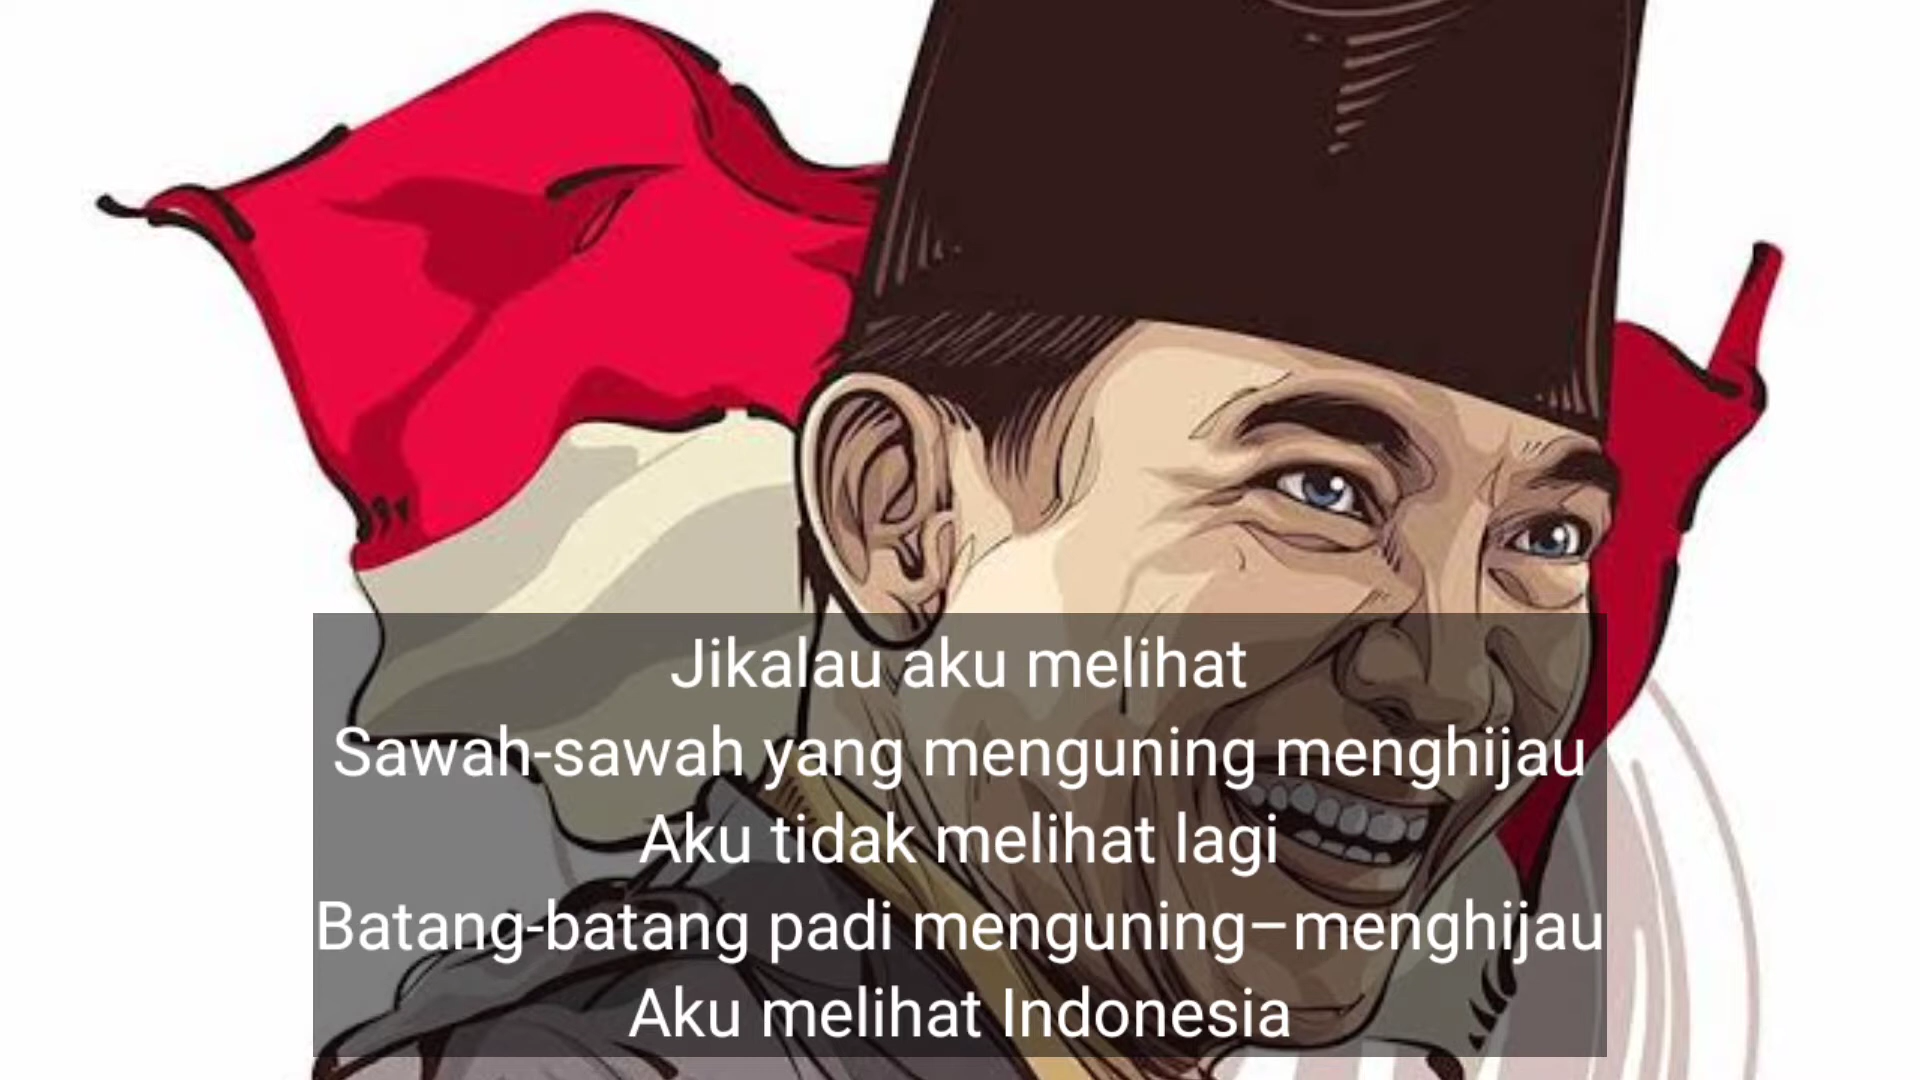 Jikalau aku melihat
Sawah-sawah yang menguning menghijau
Aku tidak melihat lagi
Batang-batang padi menguning–menghijau
Aku melihat Indonesia